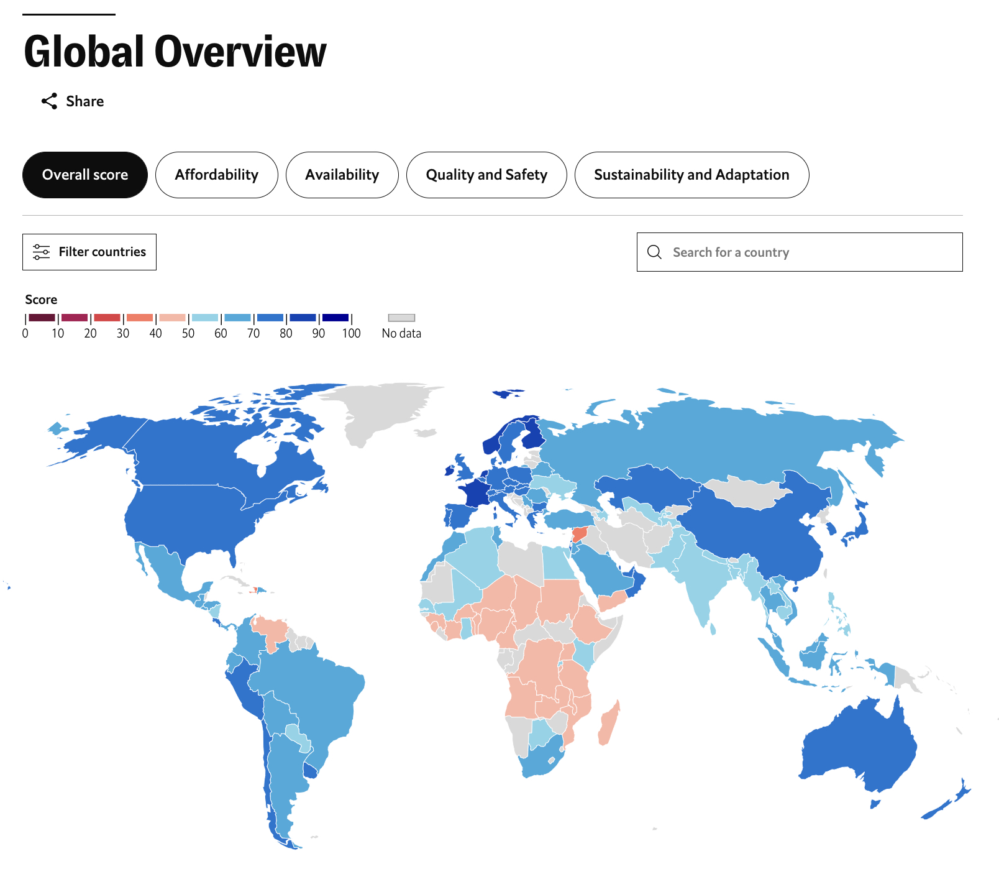 Global Overview
Share
Overall score
Affordability
Availability
Quality and Safety
Sustainability and Adaptation
Filter countries
Search for a country
Score
0 10 20 30 40 50 60 70 80 90 100 No data